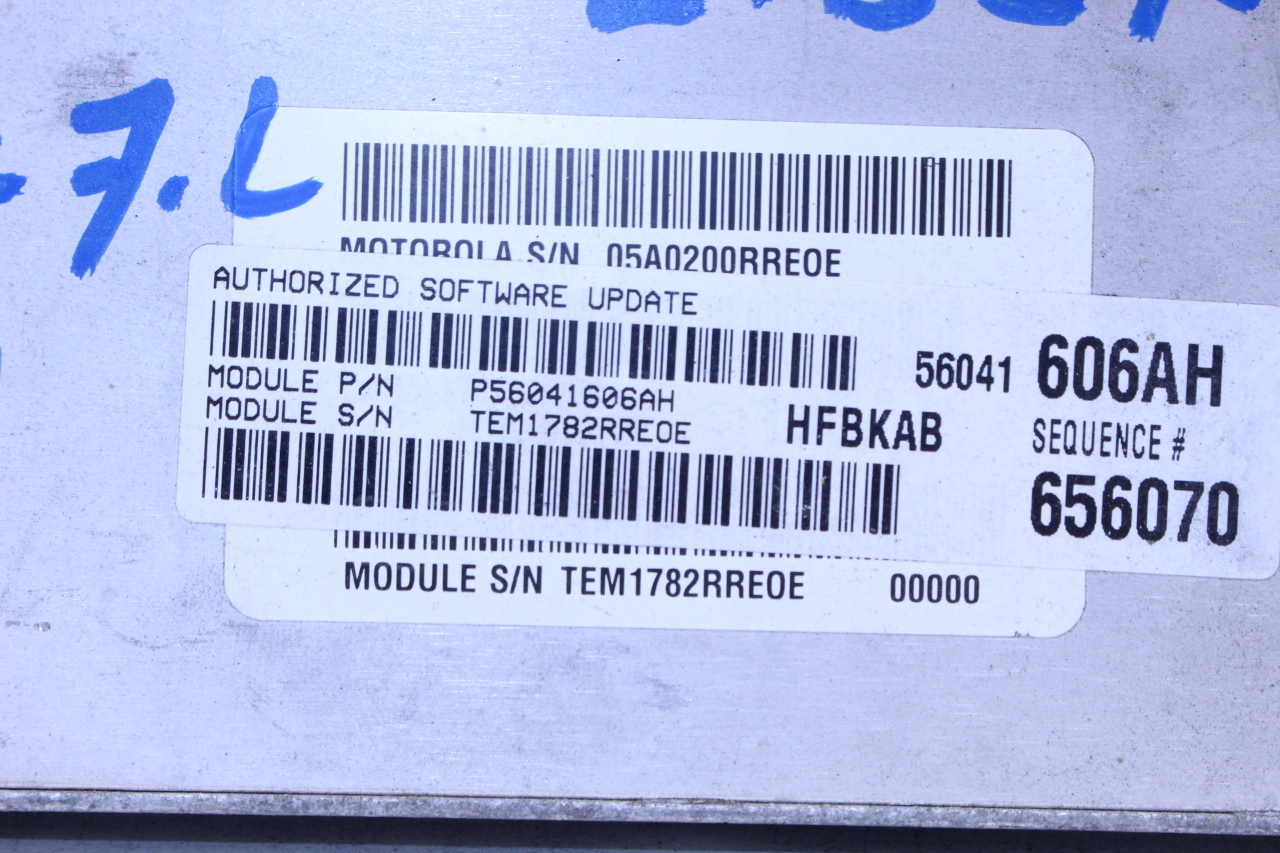 7.L
MOTOROLA S/N 05A0200RREOE
AUTHORIZED SOFTWARE UPDATE
56041 606AH
MODULE P/N P56041606AH
MODULE S/N TEM1782RREOE HFBKAB
SEQUENCE #
656070
MODULE S/N TEM1782RREOE 00000